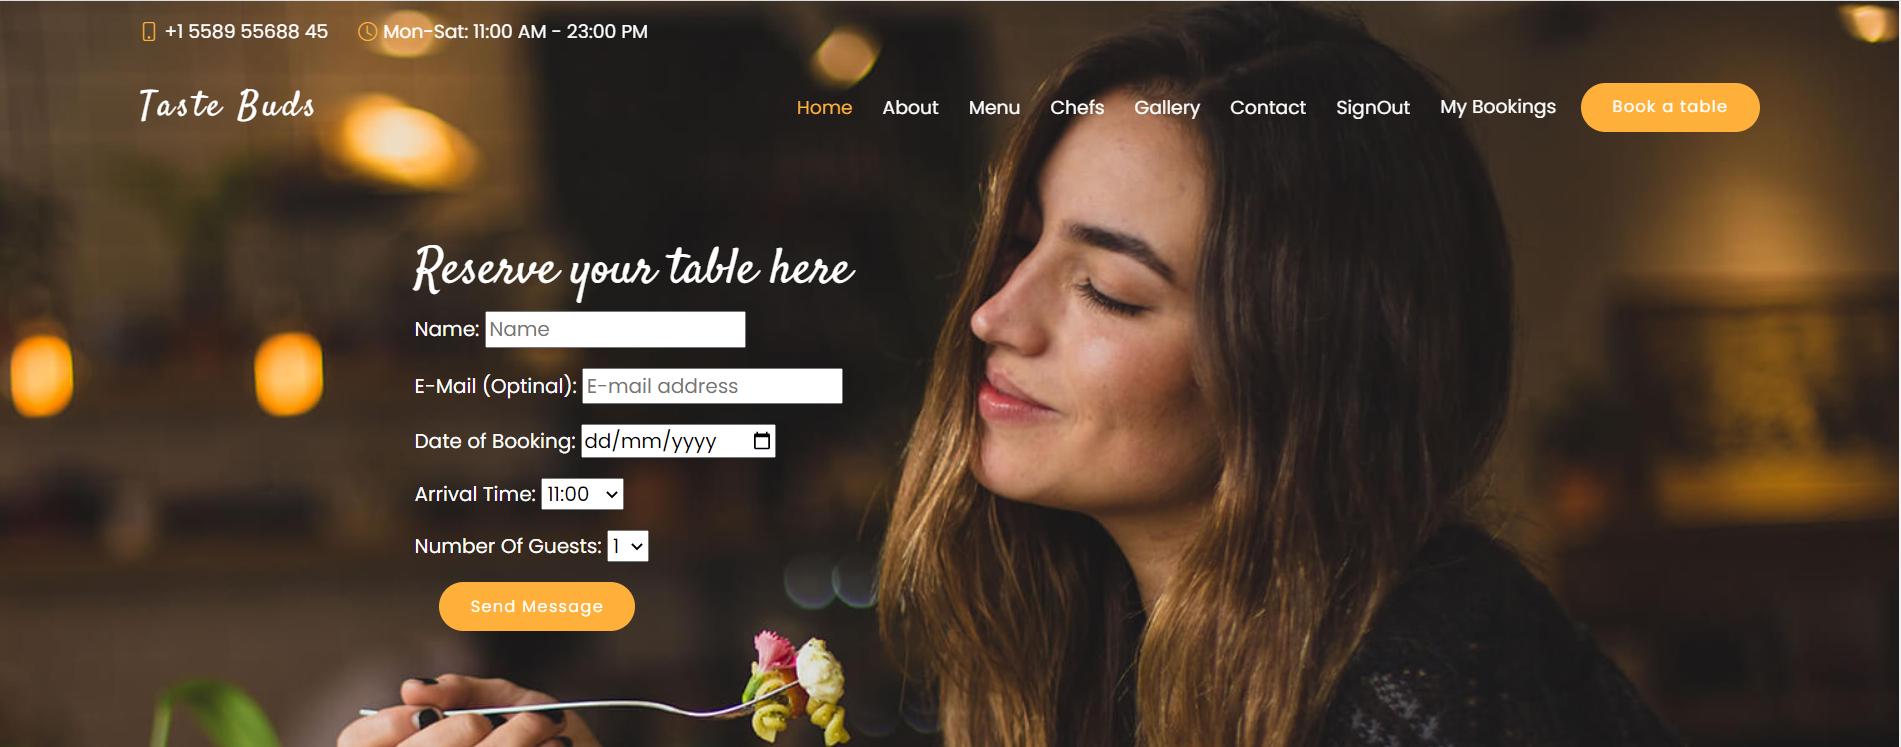 +1 5589 55688 45 Mon-Sat: 11:00 AM - 23:00 PM
Taste Buds
Home About Menu Chefs Gallery Contact SignOut My Bookings Book a table
Reserve your table here
Name: Name
E-Mail (Optinal): E-mail address
Date of Booking: dd/mm/yyyy
Arrival Time: 11:00
Number Of Guests: 1
Send Message